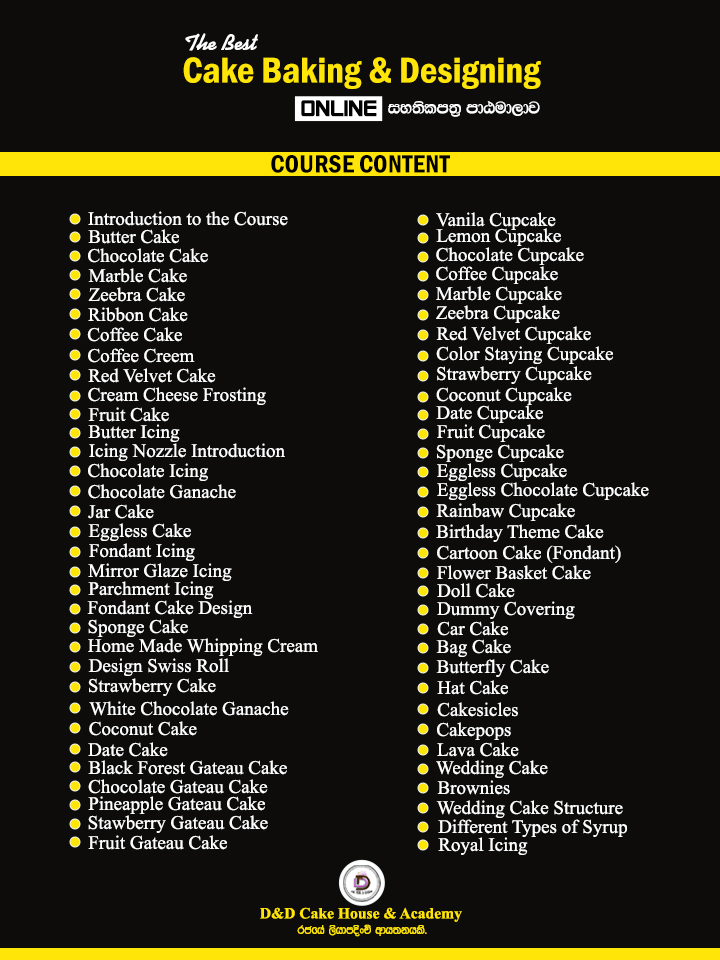 The Best
Cake Baking & Designing
ONLINE සහතිකපත්‍ර පාඨමාලාව
COURSE CONTENT
Introduction to the Course
Butter Cake
Chocolate Cake
Marble Cake
Zeebra Cake
Ribbon Cake
Coffee Cake
Coffee Creem
Red Velvet Cake
Cream Cheese Frosting
Fruit Cake
Butter Icing
Icing Nozzle Introduction
Chocolate Icing
Chocolate Ganache
Jar Cake
Eggless Cake
Fondant Icing
Mirror Glaze Icing
Parchment Icing
Fondant Cake Design
Sponge Cake
Home Made Whipping Cream
Design Swiss Roll
Strawberry Cake
White Chocolate Ganache
Coconut Cake
Date Cake
Black Forest Gateau Cake
Chocolate Gateau Cake
Pineapple Gateau Cake
Stawberry Gateau Cake
Fruit Gateau Cake
Vanila Cupcake
Lemon Cupcake
Chocolate Cupcake
Coffee Cupcake
Marble Cupcake
Zeebra Cupcake
Red Velvet Cupcake
Color Staying Cupcake
Strawberry Cupcake
Coconut Cupcake
Date Cupcake
Fruit Cupcake
Sponge Cupcake
Eggless Cupcake
Eggless Chocolate Cupcake
Rainbaw Cupcake
Birthday Theme Cake
Cartoon Cake (Fondant)
Flower Basket Cake
Doll Cake
Dummy Covering
Car Cake
Bag Cake
Butterfly Cake
Hat Cake
Cakesicles
Cakepops
Lava Cake
Wedding Cake
Brownies
Wedding Cake Structure
Different Types of Syrup
Royal Icing
D
D&D Cake House & Academy
රජයේ ලියාපදිංචි ආයතනයකි.